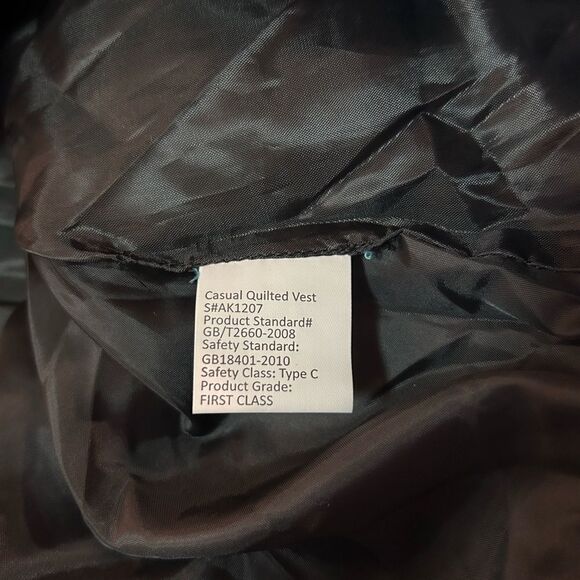 Casual Quilted Vest
S#AK1207
Product Standard#
GB/T2660-2008
Safety Standard:
GB18401-2010
Safety Class: Type C
Product Grade:
FIRST CLASS